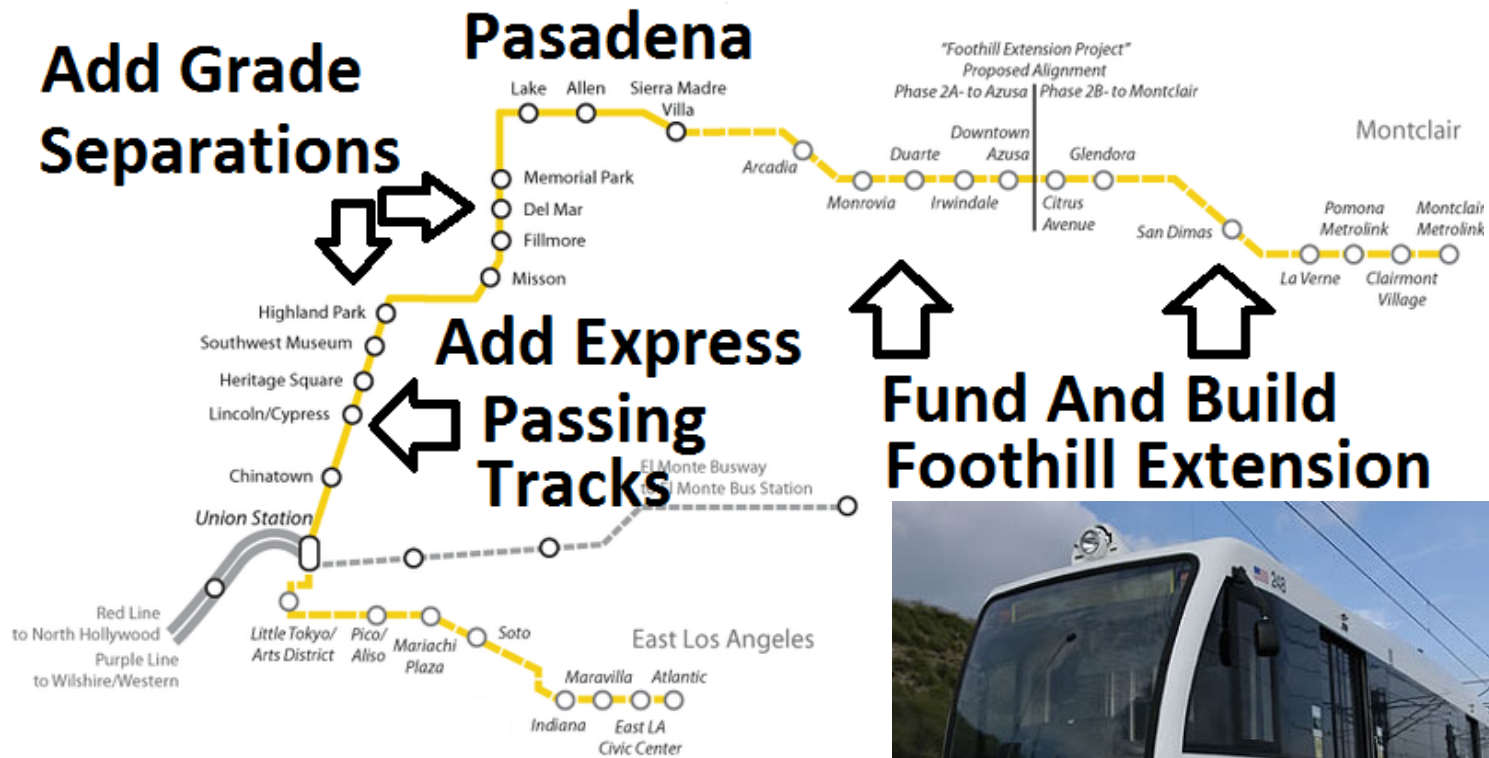 Pasadena
Add Grade
Separations
"Foothill Extension Project"
Proposed Alignment
Phase 2A- to Azusa
Phase 2B- to Montclair
Lake
Allen
Sierra Madre
Villa
Arcadia
Monrovia
Duarte
Irwindale
Downtown
Azusa
Citrus
Avenue
Glendora
San Dimas
La Verne
Pomona
Metrolink
Clairmont
Village
Montclair
Metrolink
Montclair
Memorial Park
Del Mar
Fillmore
Misson
Highland Park
Southwest Museum
Heritage Square
Lincoln/Cypress
Chinatown
Union Station
Add Express
Passing
Tracks
Fund And Build
Foothill Extension
El Monte Busway
to El Monte Bus Station
Red Line
to North Hollywood
Purple Line
to Wilshire/Western
Little Tokyo/
Arts District
Pico/
Aliso
Mariachi
Plaza
Soto
East Los Angeles
Indiana
Maravilla
East LA
Civic Center
Atlantic
248